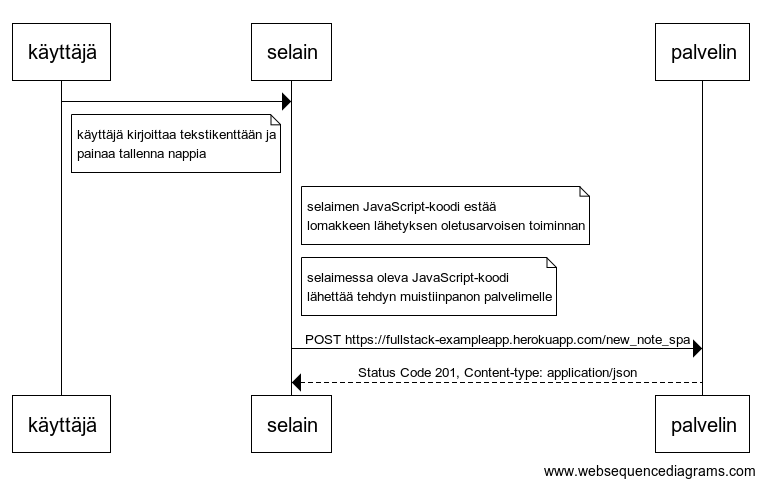 käyttäjä
selain
palvelin
käyttäjä kirjoittaa tekstikenttään ja
painaa tallenna nappia
selaimen JavaScript-koodi estää
lomakkeen lähetyksen oletusarvoisen toiminnan
selaimessa oleva JavaScript-koodi
lähettää tehdyn muistiinpanon palvelimelle
POST https://fullstack-exampleapp.herokuapp.com/new_note_spa
Status Code 201, Content-type: application/json
käyttäjä
selain
palvelin
www.websequencediagrams.com